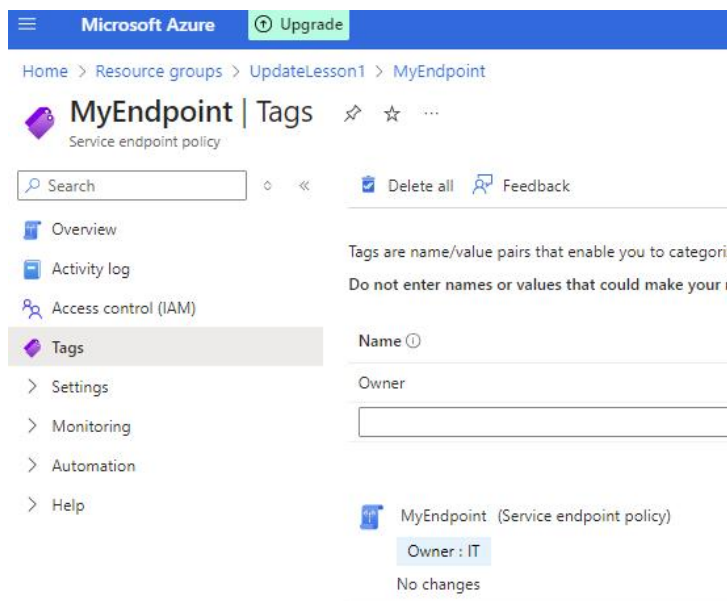 Microsoft Azure Upgrade
Home > Resource groups > UpdateLesson1 > MyEndpoint
MyEndpoint | Tags ...
Service endpoint policy
Search
Delete all Feedback
Overview
Tags are name/value pairs that enable you to categori
Activity log
Do not enter names or values that could make your
Access control (IAM)
Name
Tags
Owner
Settings
Monitoring
Automation
Help
MyEndpoint (Service endpoint policy)
Owner : IT
No changes